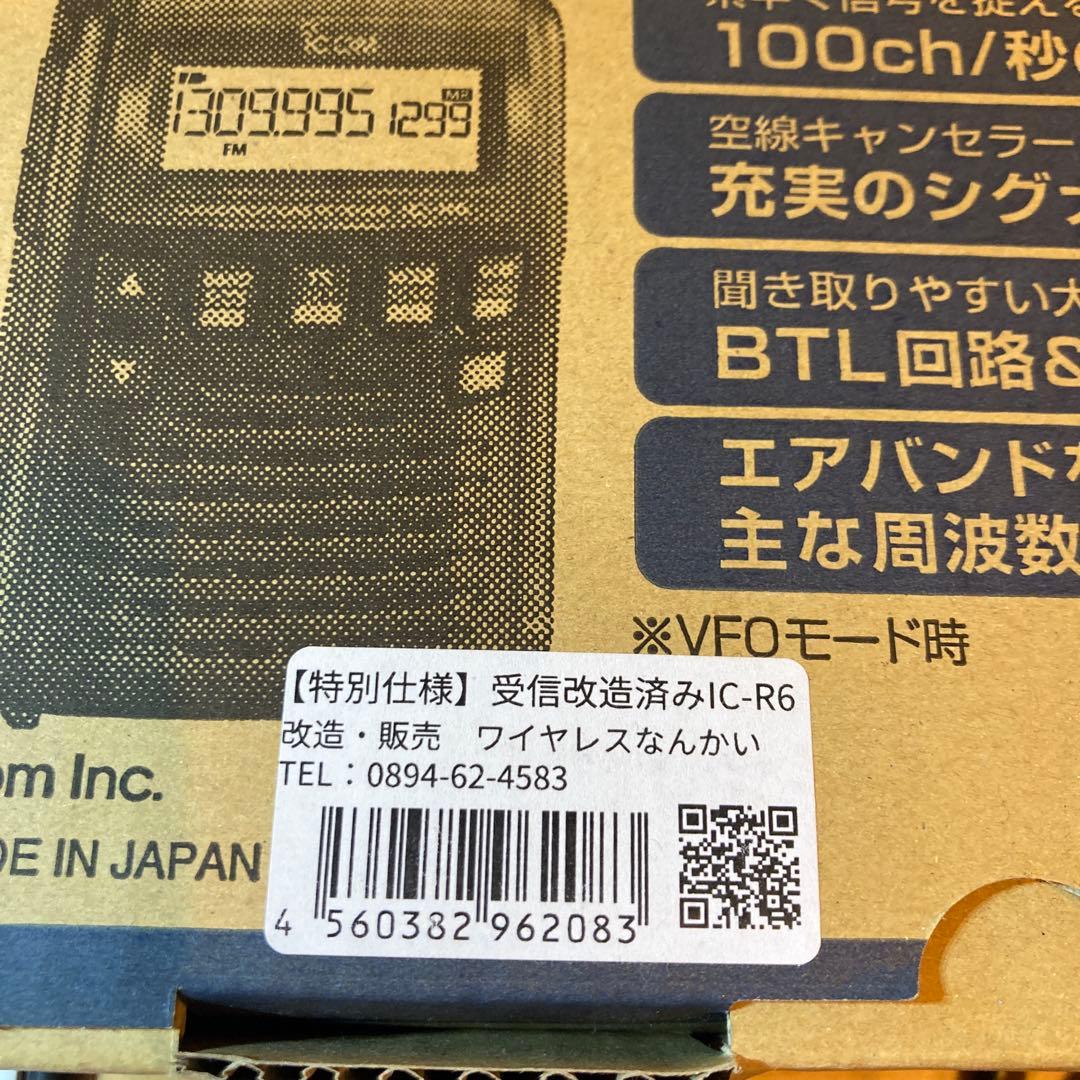 ICOM
1309.995 1299
MR
FM
100ch/秒
空線キャンセラー
充実のシグナ
聞き取りやすい大
BTL回路&
エアバンド
主な周波数
※VFOモード時
【特別仕様】受信改造済みIC-R6
改造・販売　ワイヤレスなんかい
TEL：0894-62-4583
4 560382 962083
om Inc.
DE IN JAPAN